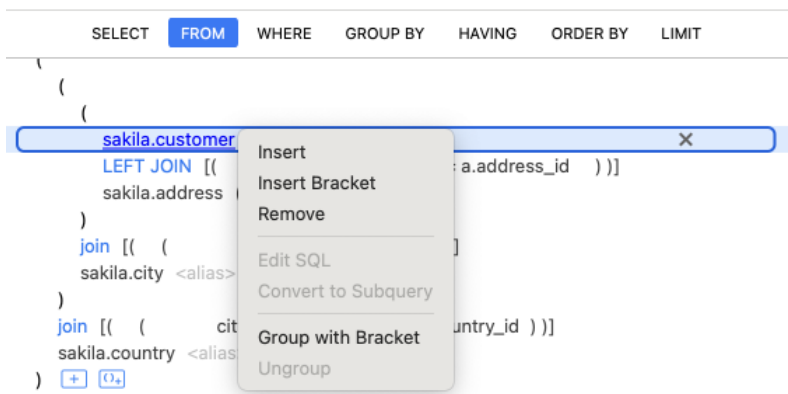 SELECT FROM WHERE GROUP BY HAVING ORDER BY LIMIT
(
(
(
sakila.customer
LEFT JOIN [( a.address_id ) )]
sakila.address
)
join [( ( ]
sakila.city <alias>
)
join [( ( cit untry_id ) )]
sakila.country <alias
)
Insert
Insert Bracket
Remove
Edit SQL
Convert to Subquery
Group with Bracket
Ungroup